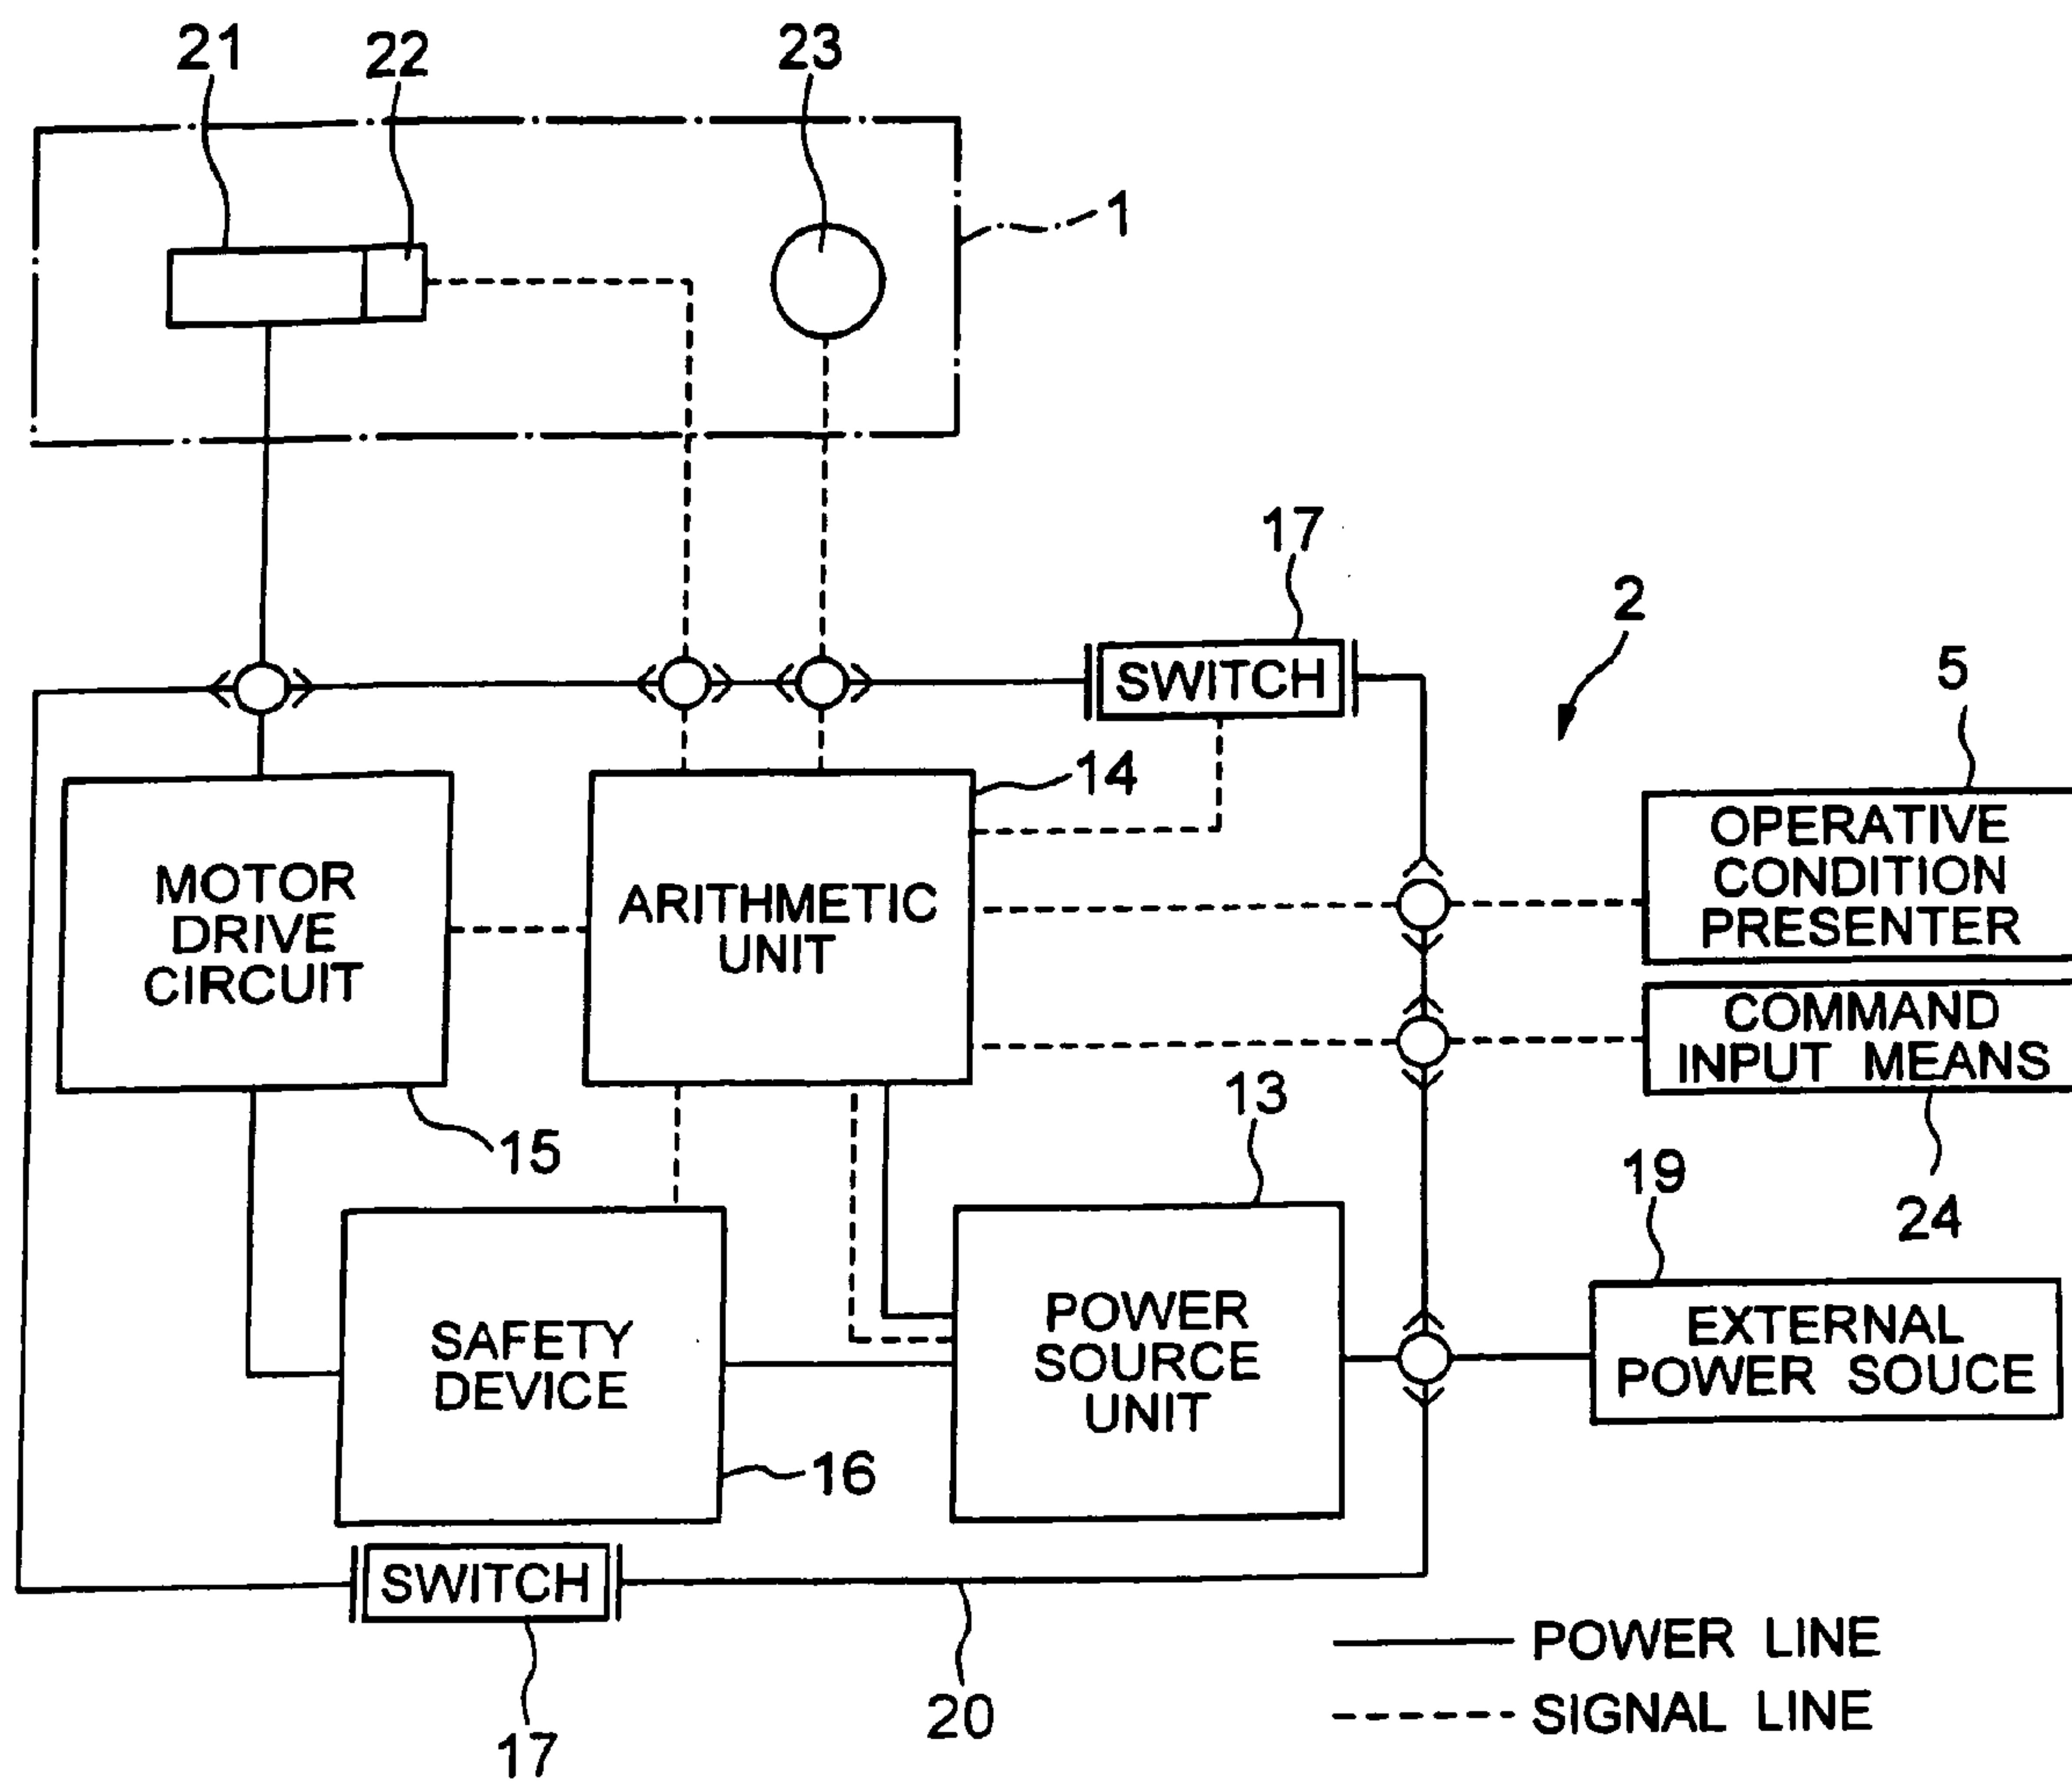 21
22
23
1
17
SWITCH
2
5
OPERATIVE
CONDITION
PRESENTER
14
MOTOR
DRIVE
CIRCUIT
ARITHMETIC
UNIT
COMMAND
INPUT MEANS
24
15
13
19
SAFETY
DEVICE
POWER
SOURCE
UNIT
EXTERNAL
POWER SOUCE
16
SWITCH
17
20
POWER LINE
SIGNAL LINE